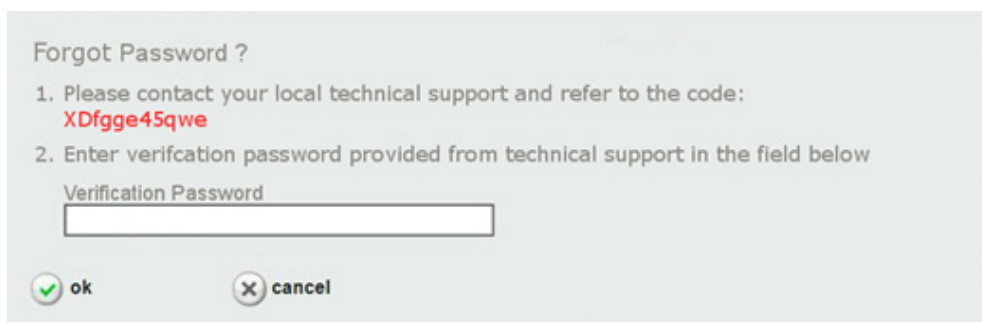 Forgot Password ?
1. Please contact your local technical support and refer to the code:
XDfgge45qwe
2. Enter verifcation password provided from technical support in the field below
Verification Password
ok cancel